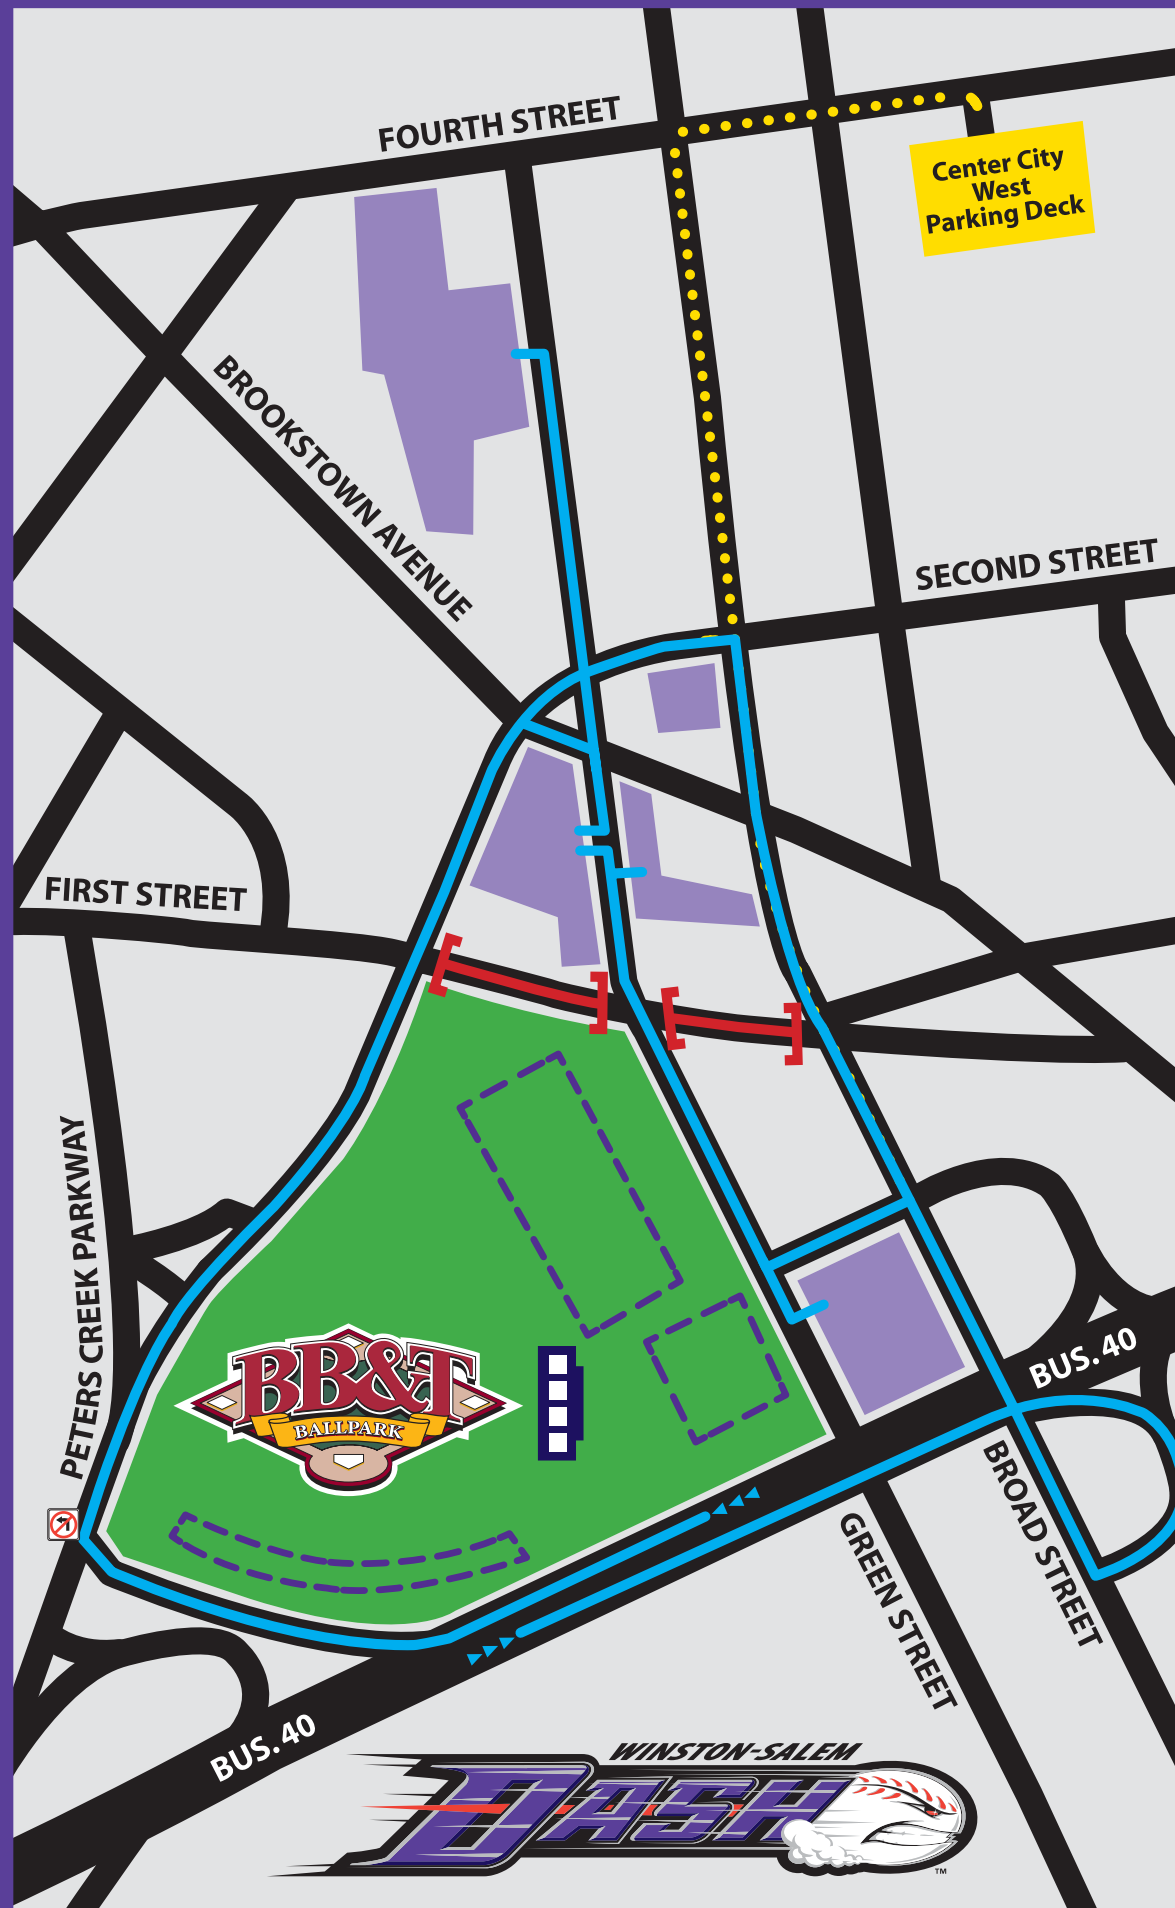 FOURTH STREET
Center City
West
Parking Deck
BROOKSTOWN AVENUE
SECOND STREET
FIRST STREET
PETERS CREEK PARKWAY
BB&T
BALLPARK
BUS. 40
BROAD STREET
GREEN STREET
BUS. 40
WINSTON-SALEM
DASH
™